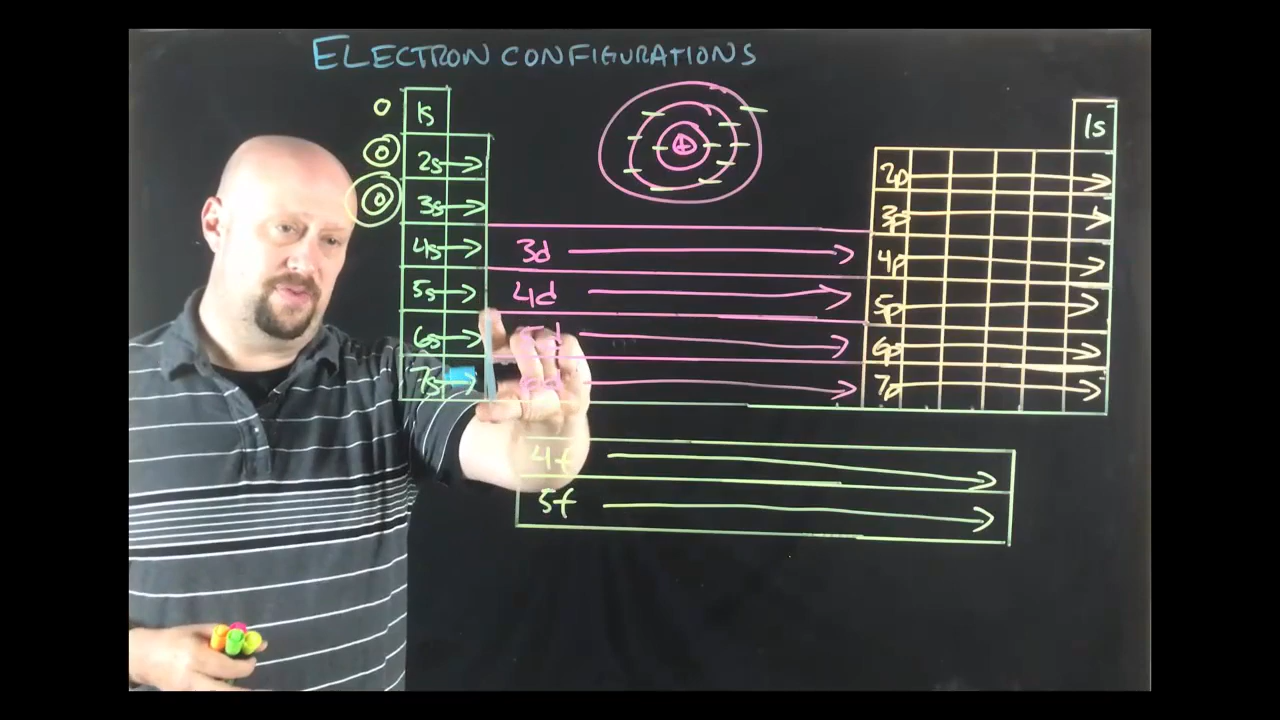 ELECTRON CONFIGURATIONS
1s 1s
2s 2p
3s 3p
4s 3d 4p
5s 4d 5p
6s 6p
7s 7p
4f
5f